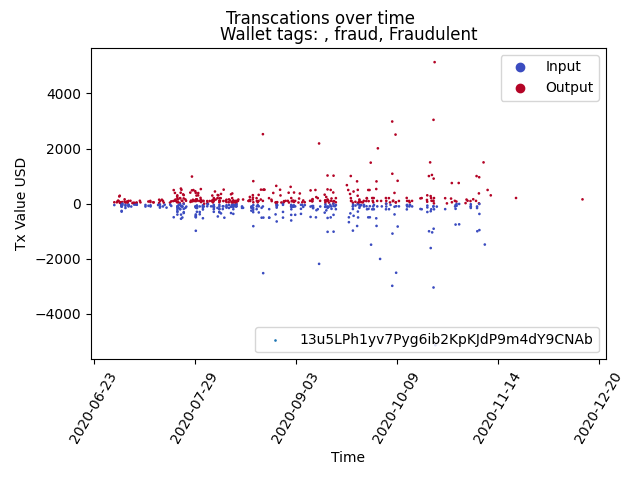 Transcations over time
Wallet tags: , fraud, Fraudulent
Input
Output
4000
2000
0
−2000
−4000
Tx Value USD
13u5LPh1yv7Pyg6ib2KpKJdP9m4dY9CNAb
2020-06-23
2020-07-29
2020-09-03
2020-10-09
2020-11-14
2020-12-20
Time